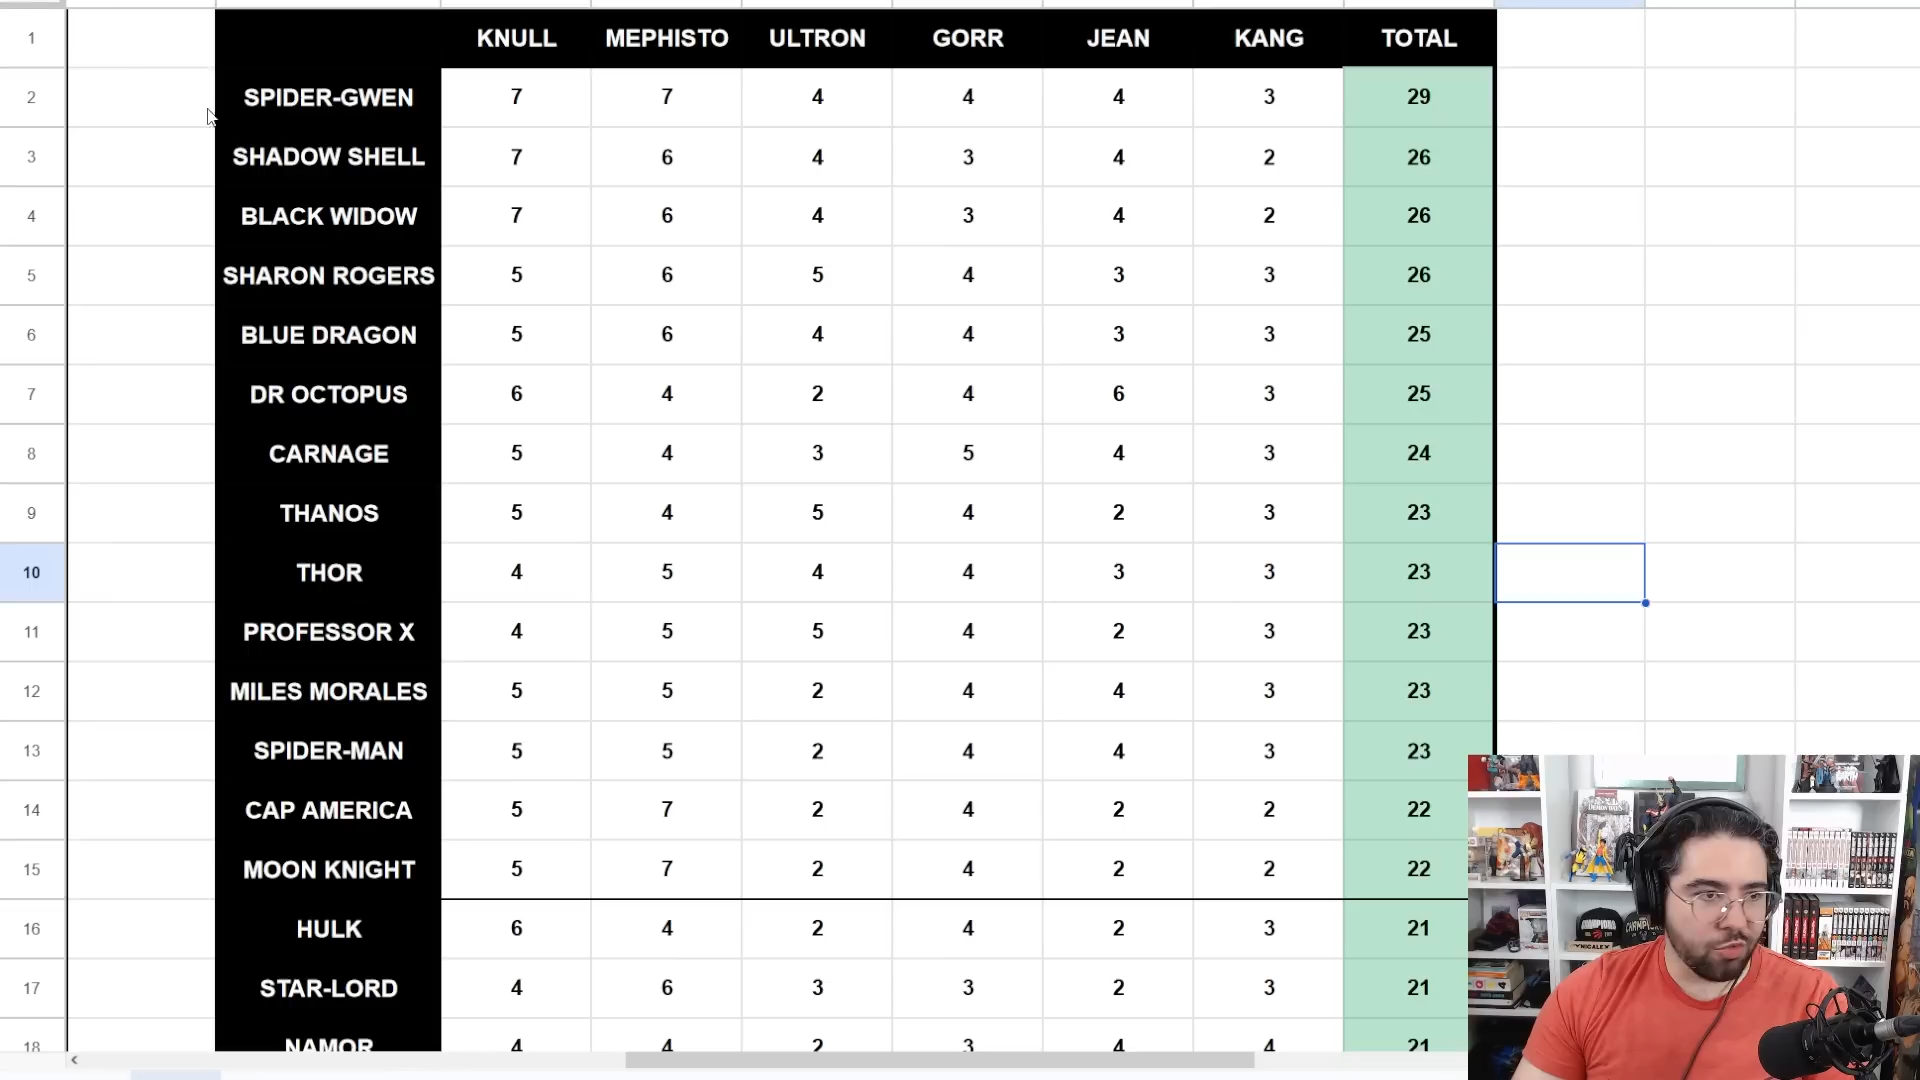 1 KNULL MEPHISTO ULTRON GORR JEAN KANG TOTAL
2 SPIDER-GWEN 7 7 4 4 4 3 29
3 SHADOW SHELL 7 6 4 3 4 2 26
4 BLACK WIDOW 7 6 4 3 4 2 26
5 SHARON ROGERS 5 6 5 4 3 3 26
6 BLUE DRAGON 5 6 4 4 3 3 25
7 DR OCTOPUS 6 4 2 4 6 3 25
8 CARNAGE 5 4 3 5 4 3 24
9 THANOS 5 4 5 4 2 3 23
10 THOR 4 5 4 4 3 3 23
11 PROFESSOR X 4 5 5 4 2 3 23
12 MILES MORALES 5 5 2 4 4 3 23
13 SPIDER-MAN 5 5 2 4 4 3 23
14 CAP AMERICA 5 7 2 4 2 2 22
15 MOON KNIGHT 5 7 2 4 2 2 22
16 HULK 6 4 2 4 2 3 21
17 STAR-LORD 4 6 3 3 2 3 21
18 NAMOR 4 4 2 3 4 4 21
CHAMPIONS